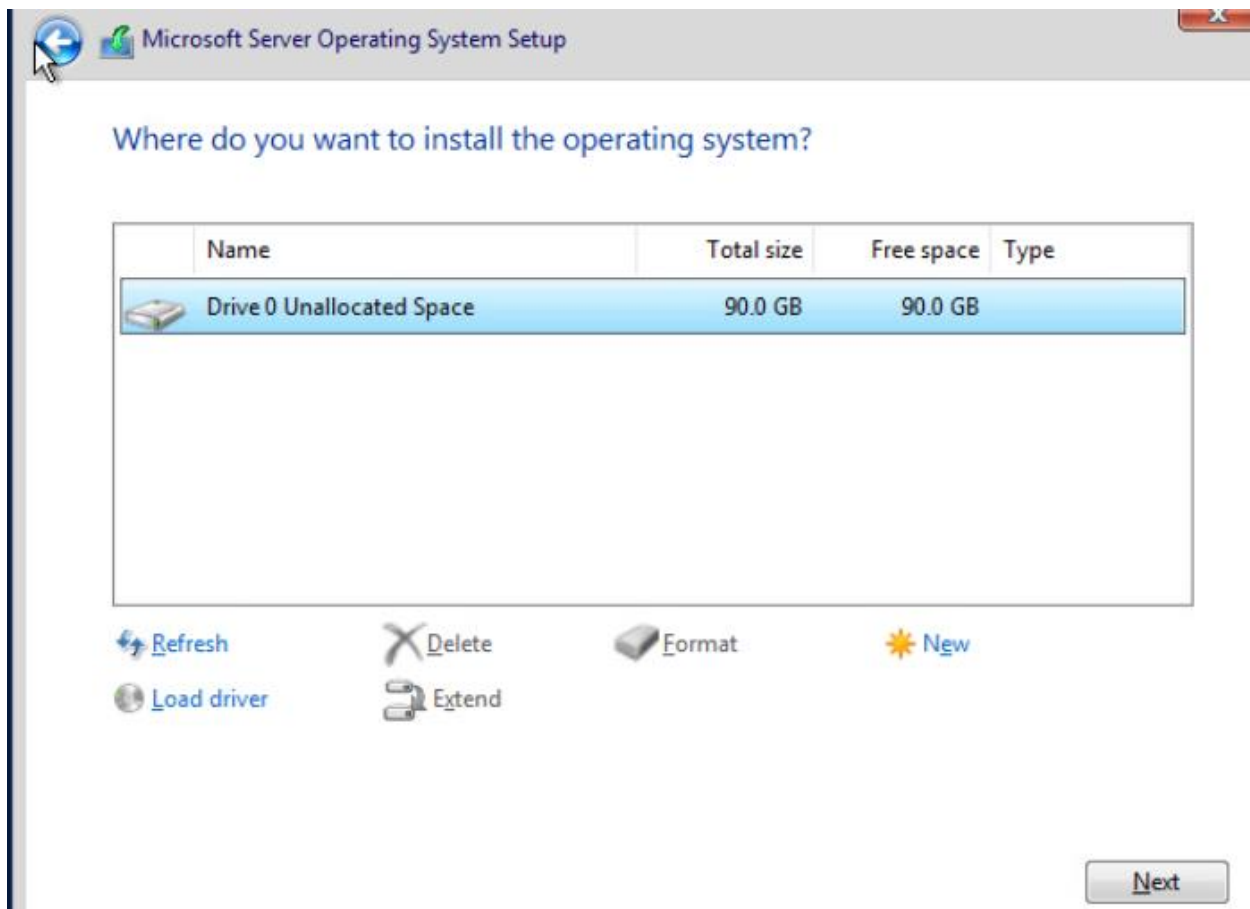 Microsoft Server Operating System Setup
Where do you want to install the operating system?
Name Total size Free space Type
Drive 0 Unallocated Space 90.0 GB 90.0 GB
Refresh Delete Format New
Load driver Extend
Next